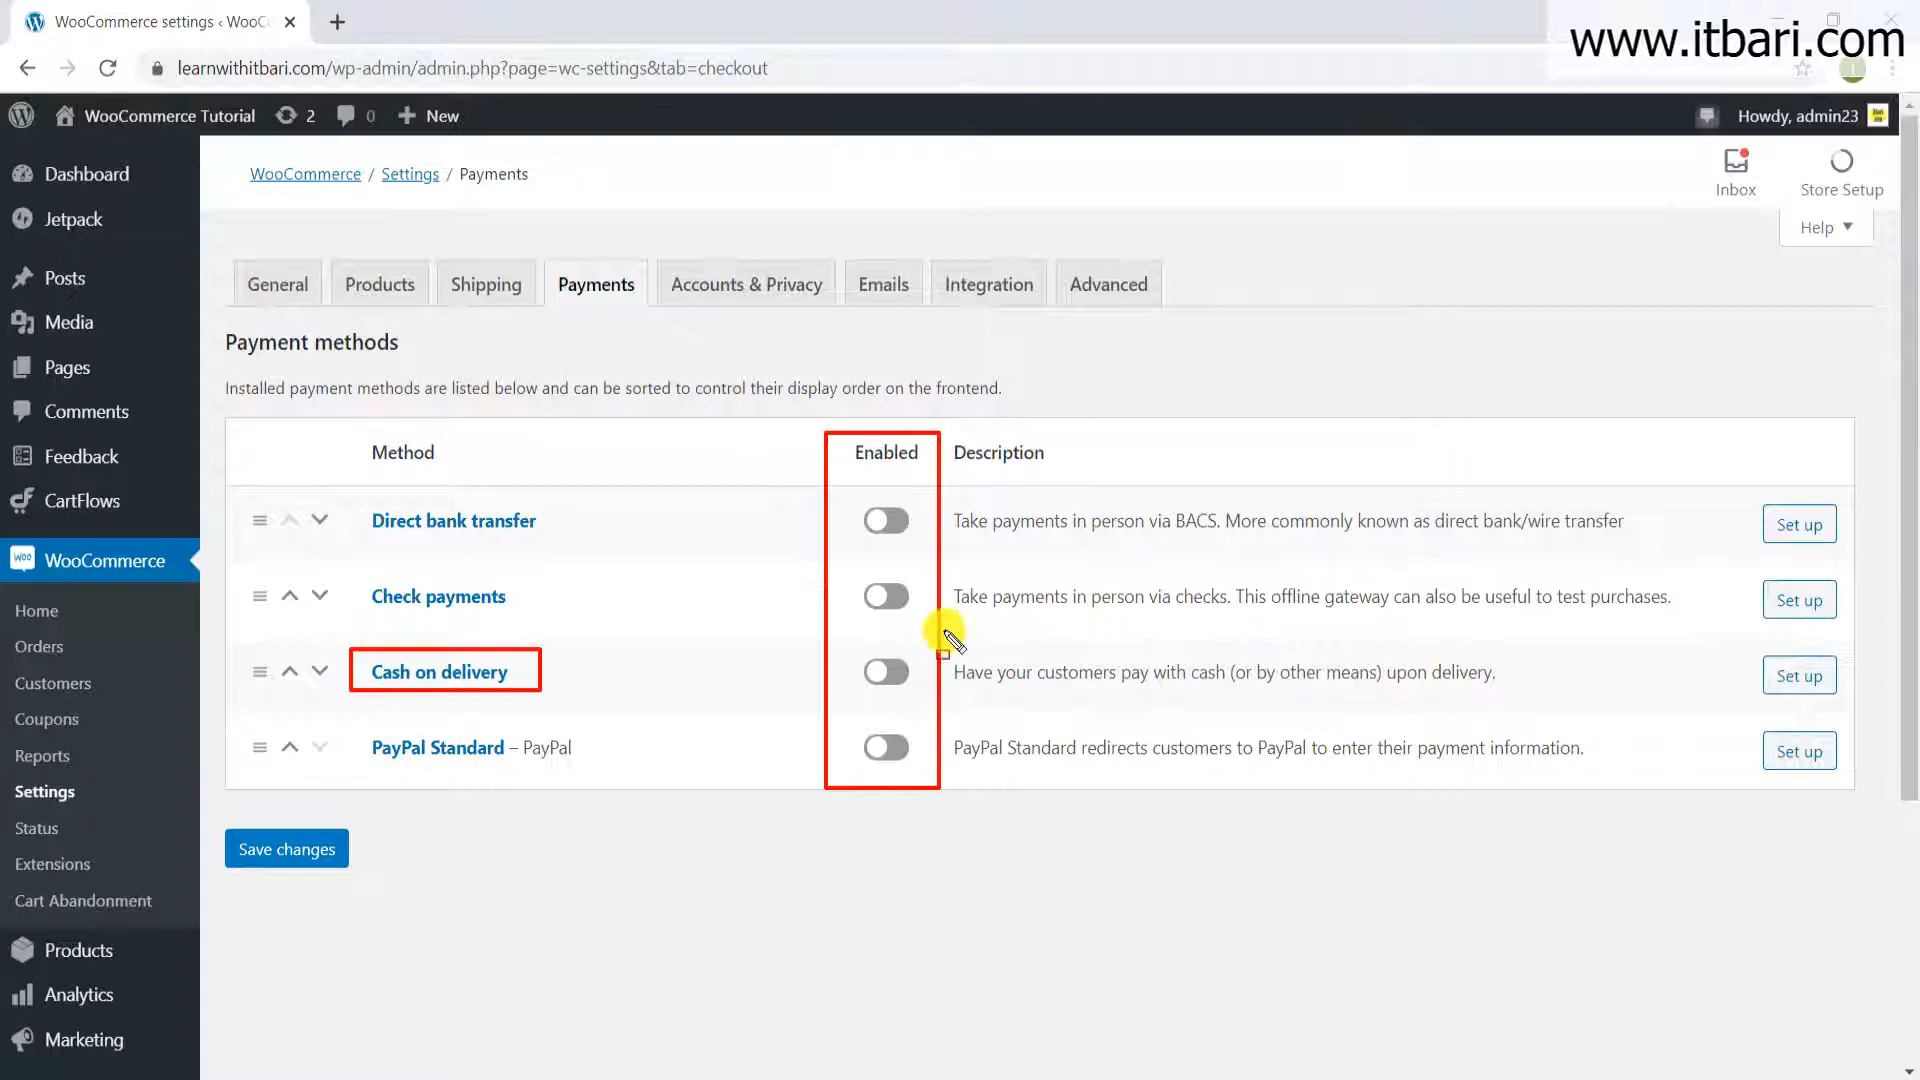 WooCommerce settings ‹ WooC
www.itbari.com
learnwithitbari.com/wp-admin/admin.php?page=wc-settings&tab=checkout
WooCommerce Tutorial 2 0 New Howdy, admin23
Dashboard
Jetpack
Posts
Media
Pages
Comments
Feedback
CartFlows
WooCommerce
Home
Orders
Customers
Coupons
Reports
Settings
Status
Extensions
Cart Abandonment
Products
Analytics
Marketing
WooCommerce / Settings / Payments
Inbox
Store Setup
Help
General Products Shipping Payments Accounts & Privacy Emails Integration Advanced
Payment methods
Installed payment methods are listed below and can be sorted to control their display order on the frontend.
Method Enabled Description
Direct bank transfer Take payments in person via BACS. More commonly known as direct bank/wire transfer Set up
Check payments Take payments in person via checks. This offline gateway can also be useful to test purchases. Set up
Cash on delivery Have your customers pay with cash (or by other means) upon delivery. Set up
PayPal Standard – PayPal PayPal Standard redirects customers to PayPal to enter their payment information. Set up
Save changes